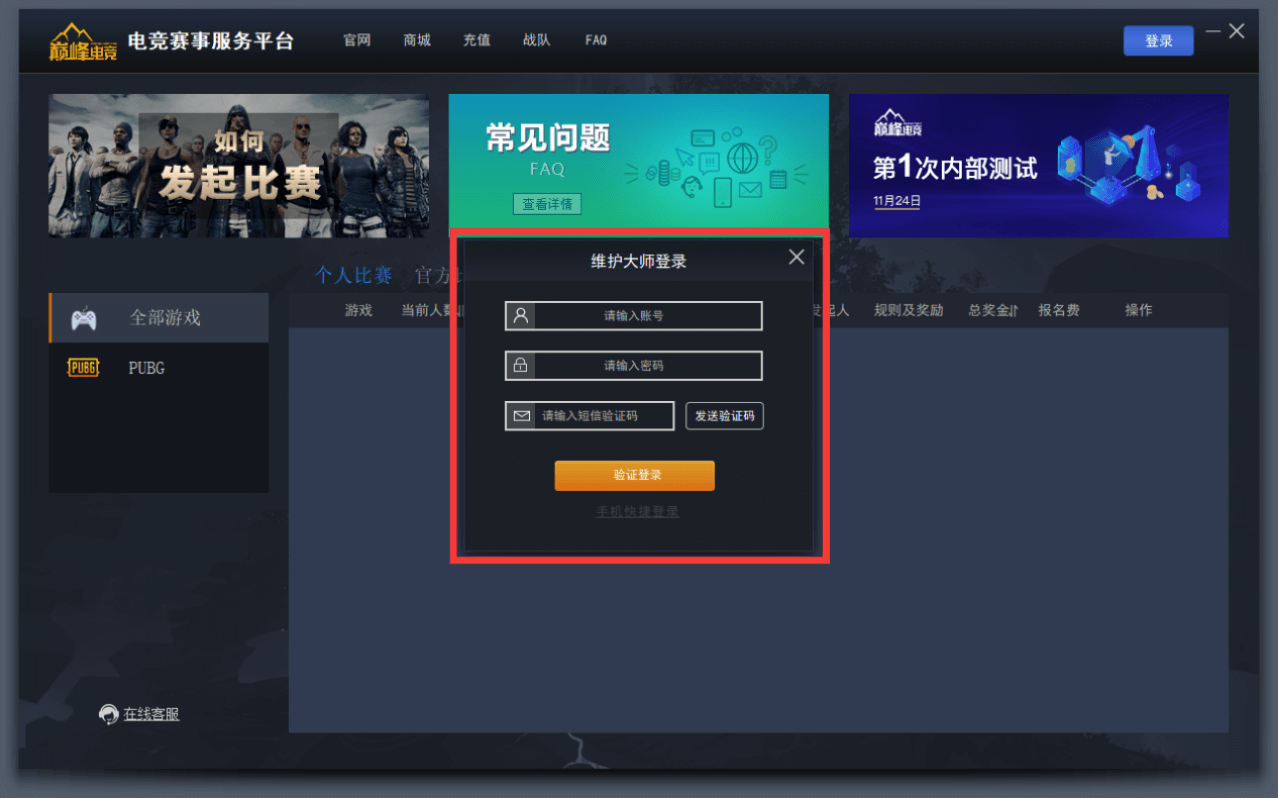 巅峰电竞 电竞赛事服务平台 官网 商城 充值 战队 FAQ 登录
如何
发起比赛
常见问题
FAQ
查看详情
巅峰电竞
第1次内部测试
11月24日
个人比赛 官方
全部游戏
PUBG PUBG
游戏 当前人数 发起人 规则及奖励 总奖金 报名费 操作
维护大师登录
请输入账号
请输入密码
请输入短信验证码 发送验证码
验证登录
手机快捷登录
在线客服